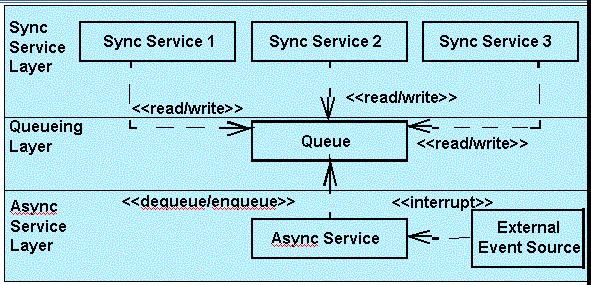 Sync
Service
Layer
Sync Service 1
Sync Service 2
Sync Service 3
<<read/write>>
<<read/write>>
Queueing
Layer
Queue
<<read/write>>
Async
Service
Layer
<<dequeue/enqueue>>
<<interrupt>>
Async Service
External
Event Source